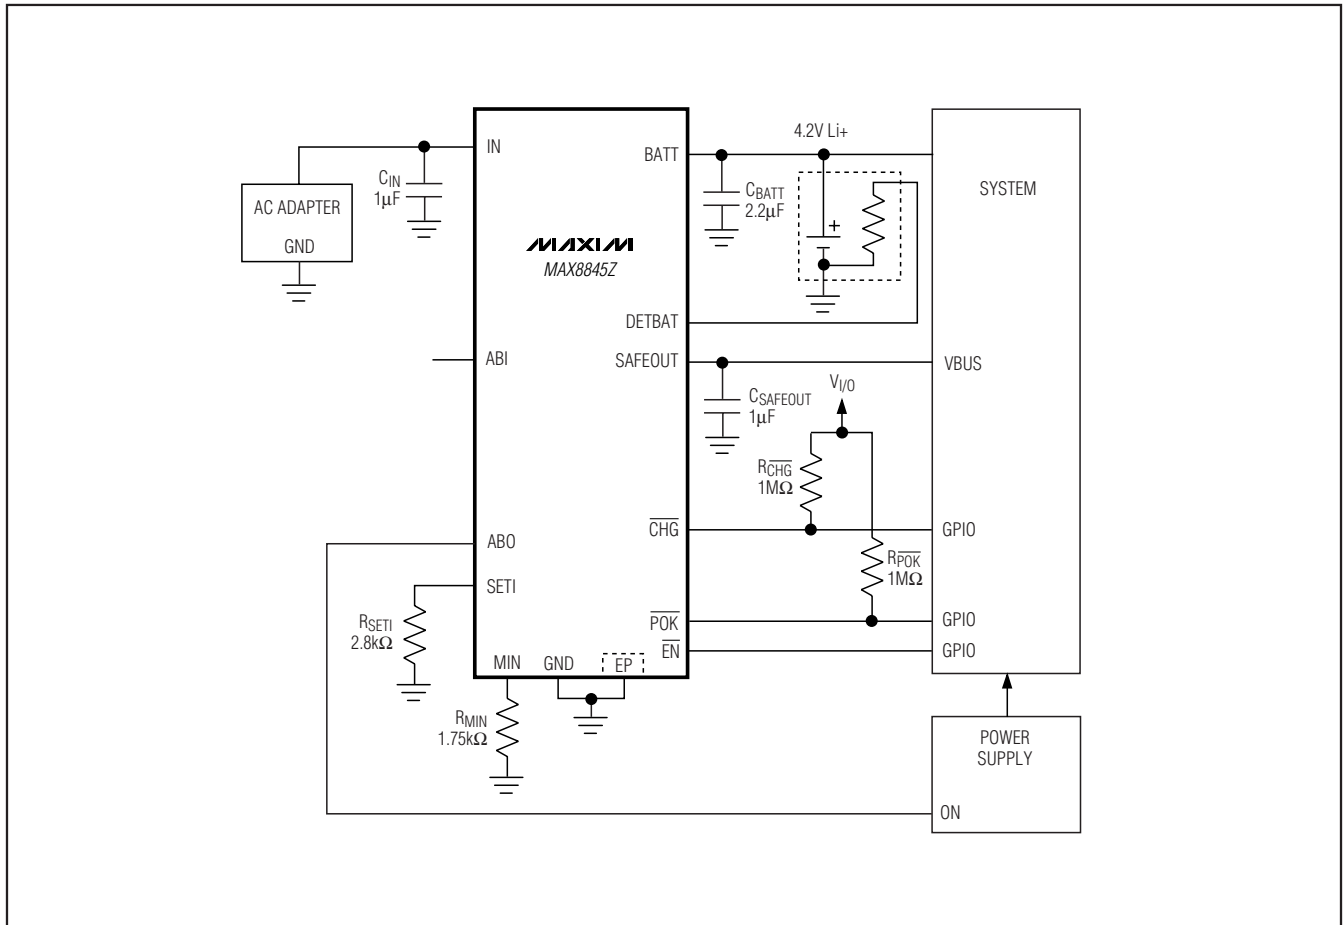 4.2V Li+
IN
BATT
SYSTEM
CIN
1µF
CBATT
2.2µF
AC ADAPTER
GND
+
MAXIM
MAX8845Z
DETBAT
ABI
SAFEOUT
VBUS
VI/O
CSAFEOUT
1µF
RCHG
1MΩ
CHG
GPIO
ABO
RPOK
1MΩ
SETI
RSETI
2.8kΩ
POK
GPIO
EN
GPIO
MIN
GND
EP
RMIN
1.75kΩ
POWER
SUPPLY
ON